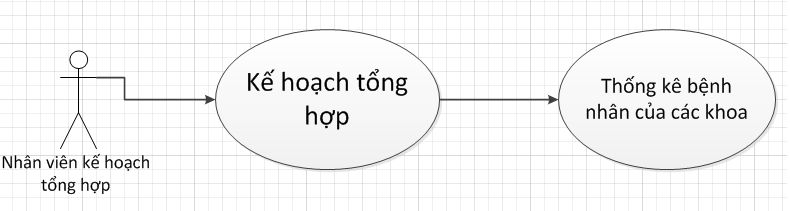 Nhân viên kế hoạch
tổng hợp
Kế hoạch tổng
hợp
Thống kê bệnh
nhân của các khoa